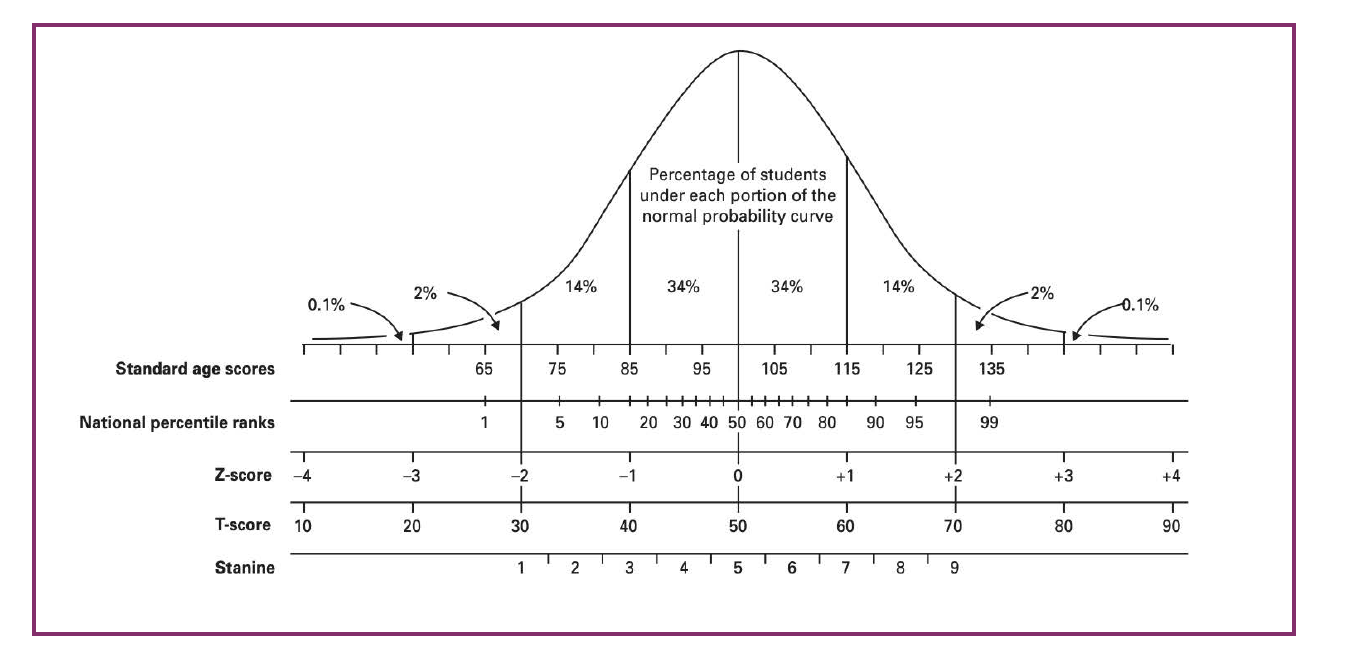 Percentage of students
under each portion of the
normal probability curve
0.1% 2% 14% 34% 34% 14% 2% 0.1%
Standard age scores 65 75 85 95 105 115 125 135
National percentile ranks 1 5 10 20 30 40 50 60 70 80 90 95 99
Z-score –4 –3 –2 –1 0 +1 +2 +3 +4
T-score 10 20 30 40 50 60 70 80 90
Stanine 1 2 3 4 5 6 7 8 9